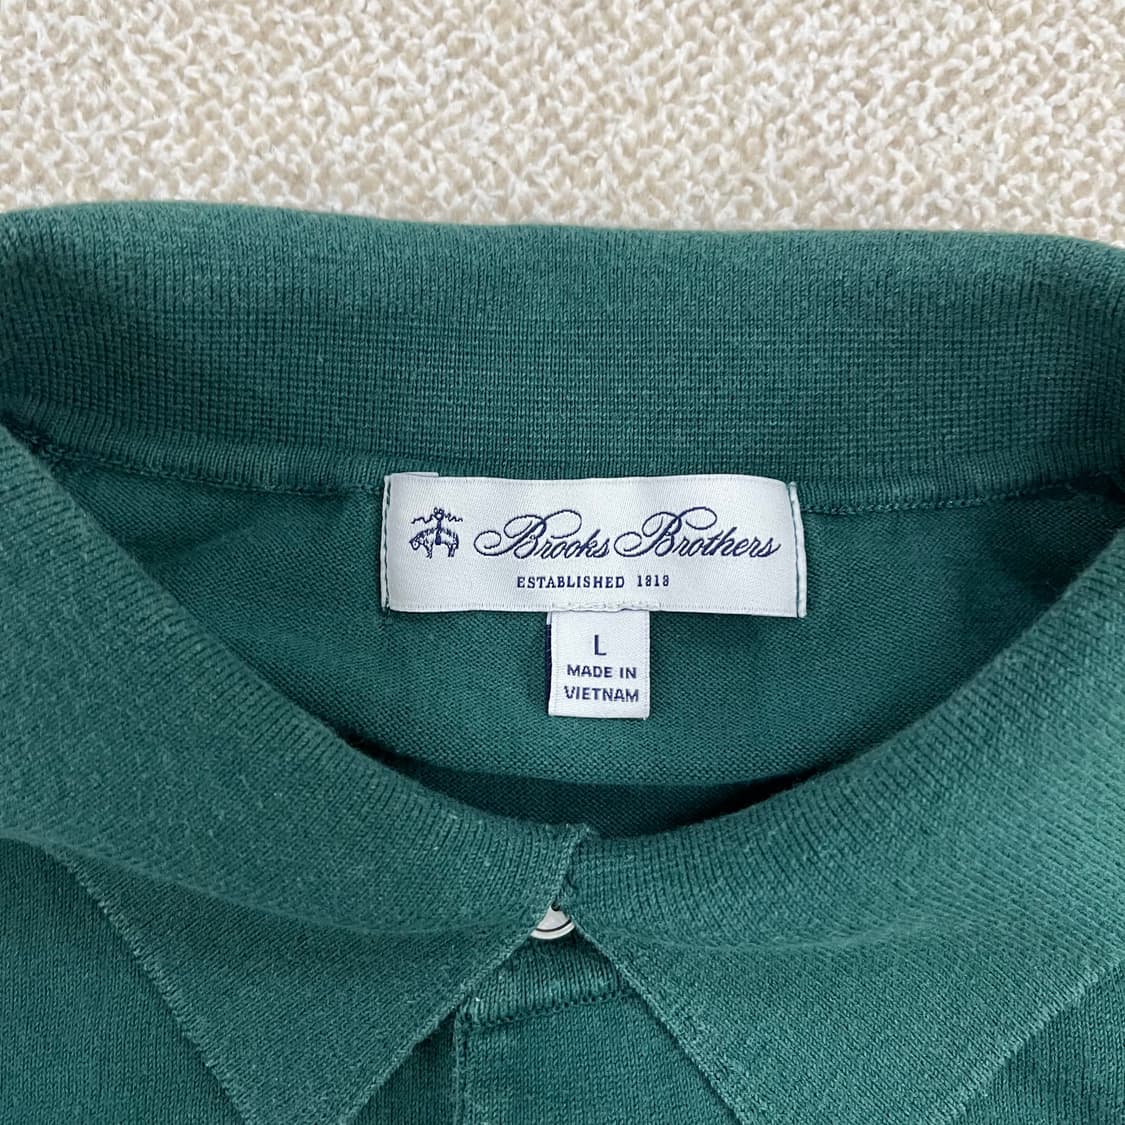 Brooks Brothers
ESTABLISHED 1818
L
MADE IN
VIETNAM